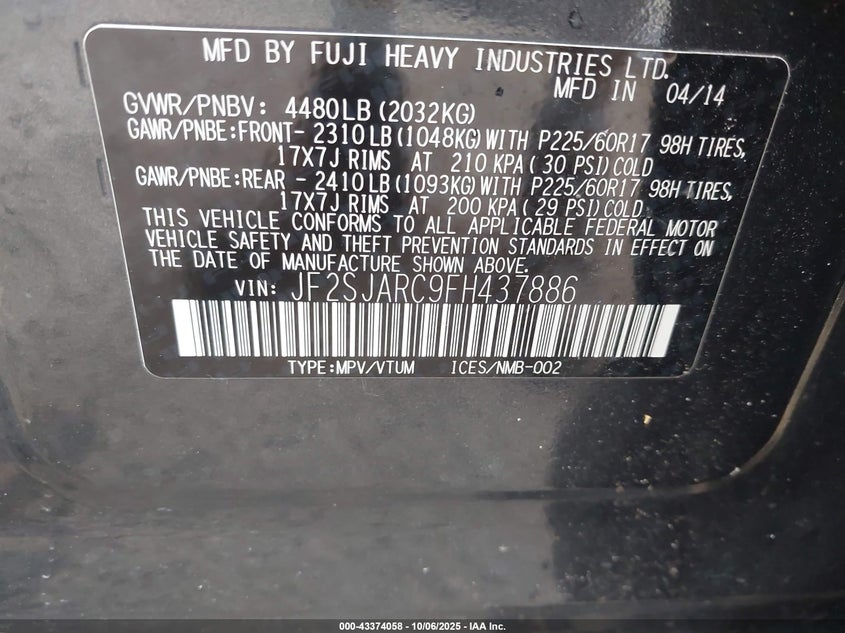 MFD BY FUJI HEAVY INDUSTRIES LTD.
MFD IN 04/14
GVWR/PNBV: 4480LB (2032KG)
GAWR/PNBE:FRONT- 2310LB (1048KG) WITH P225/60R17 98H TIRES,
17X7J RIMS AT 210 KPA ( 30 PSI) COLD
GAWR/PNBE:REAR - 2410LB (1093KG) WITH P225/60R17 98H TIRES,
17X7J RIMS AT 200 KPA ( 29 PSI) COLD.
THIS VEHICLE CONFORMS TO ALL APPLICABLE FEDERAL MOTOR
VEHICLE SAFETY AND THEFT PREVENTION STANDARDS IN EFFECT ON
THE DATE OF MANUFACTURE SHOWN ABOVE.
VIN: JF2SJARC9FH437886
TYPE:MPV/VTUM ICES/NMB-002
000-43374058 - 10/06/2025 - IAA Inc.